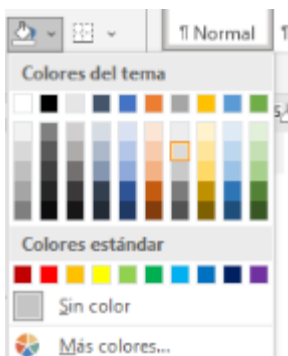 ¶ Normal
Colores del tema
Colores estándar
Sin color
Más colores...